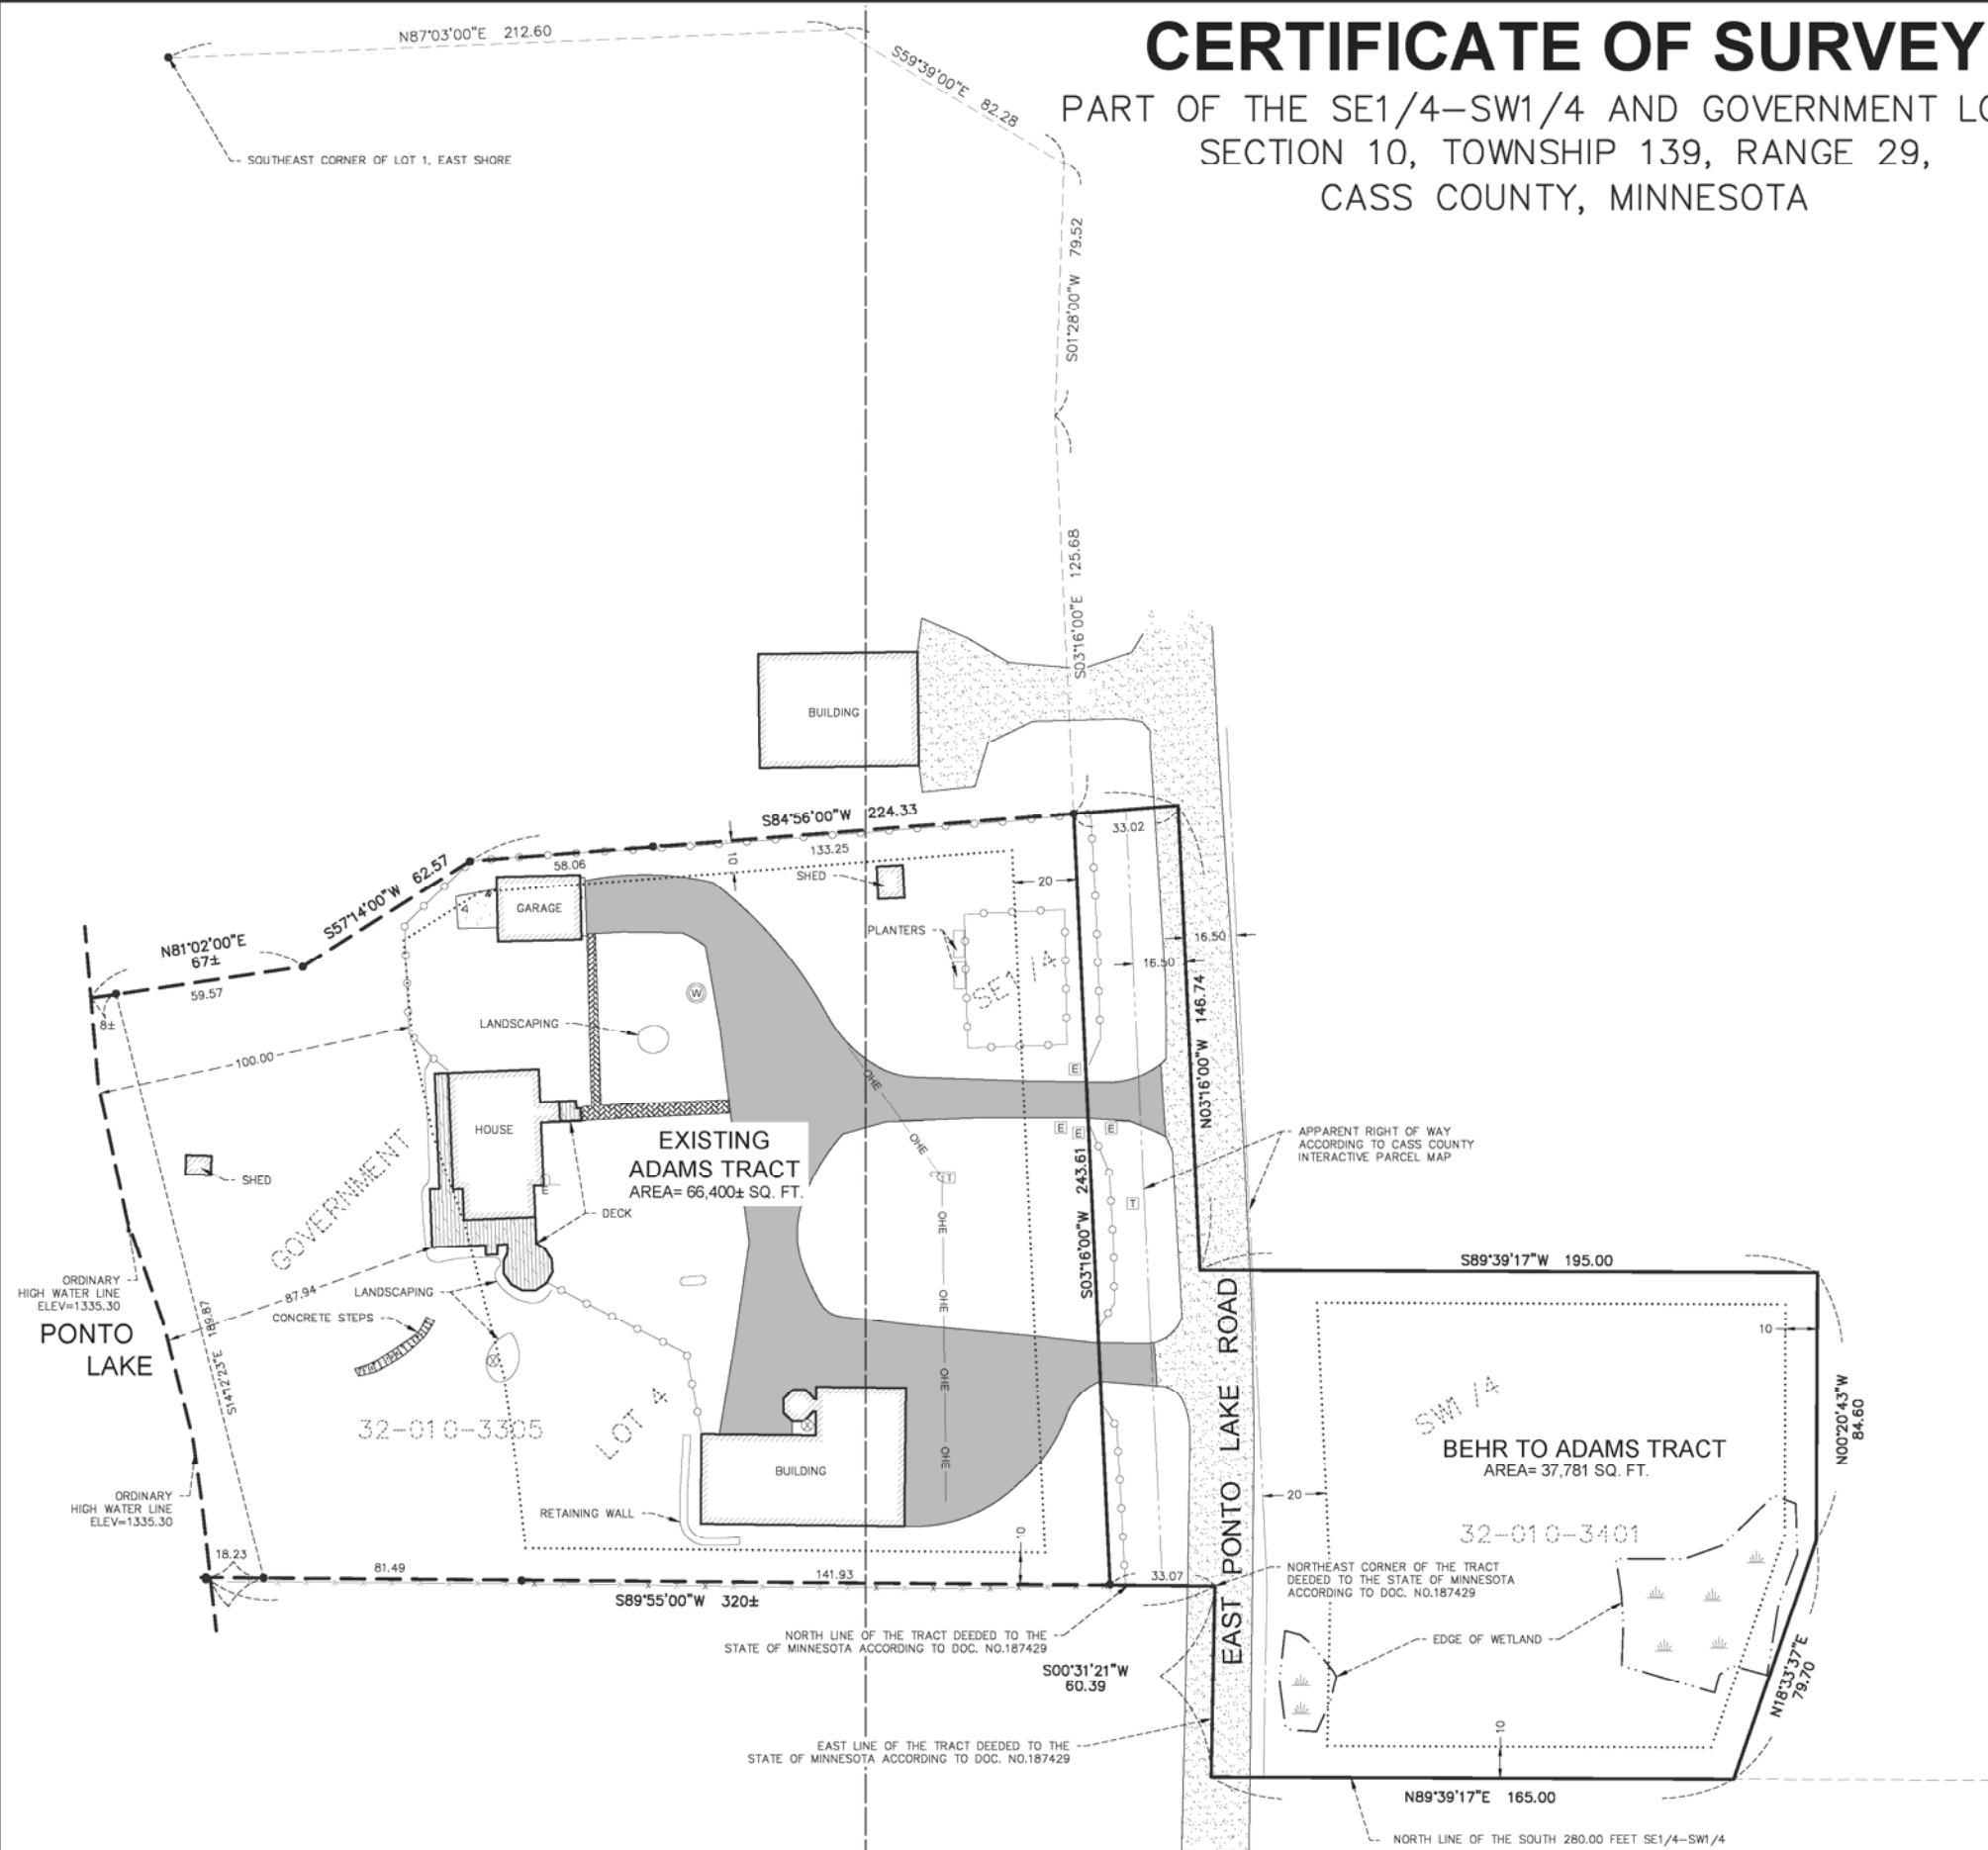 CERTIFICATE OF SURVEY
PART OF THE SE1/4-SW1/4 AND GOVERNMENT
SECTION 10, TOWNSHIP 139, RANGE 29,
CASS COUNTY, MINNESOTA
N87°03'00"E 212.60
S59°39'00"E 82.28
SOUTHEAST CORNER OF LOT 1, EAST SHORE
S01°28'00"W 79.52
S03°16'00"E 125.68
BUILDING
S84°56'00"W 224.33
33.02
133.25
58.06
10
S57°14'00"W 62.57
SHED
20
GARAGE
4
4
PLANTERS
16.50
16.50
SE1/4
N81°02'00"E
67±
59.57
8±
W
LANDSCAPING
100.00
N03°16'00"W 146.74
E
OHE
HOUSE
OHE
E
E
E
APPARENT RIGHT OF WAY
ACCORDING TO CASS COUNTY
INTERACTIVE PARCEL MAP
EXISTING
ADAMS TRACT
AREA= 66,400± SQ. FT.
GOVERNMENT
SHED
T
E
T
DECK
OHE
S03°16'00"W 243.61
S89°39'17"W 195.00
ORDINARY
HIGH WATER LINE
ELEV=1335.30
87.94
LANDSCAPING
OHE
CONCRETE STEPS
S14°12'23"E 189.87
PONTO
LAKE
10
EAST PONTO LAKE ROAD
OHE
SW1/4
N00°20'43"W
84.60
32-010-3305
LOT 4
BEHR TO ADAMS TRACT
AREA= 37,781 SQ. FT.
OHE
BUILDING
ORDINARY
HIGH WATER LINE
ELEV=1335.30
20
RETAINING WALL
32-010-3401
18.23
81.49
141.93
33.07
NORTHEAST CORNER OF THE TRACT
DEEDED TO THE STATE OF MINNESOTA
ACCORDING TO DOC. NO.187429
S89°55'00"W 320±
NORTH LINE OF THE TRACT DEEDED TO THE
STATE OF MINNESOTA ACCORDING TO DOC. NO.187429
EDGE OF WETLAND
S00°31'21"W
60.39
N18°33'37"E
79.70
10
EAST LINE OF THE TRACT DEEDED TO THE
STATE OF MINNESOTA ACCORDING TO DOC. NO.187429
N89°39'17"E 165.00
NORTH LINE OF THE SOUTH 280.00 FEET SE1/4-SW1/4